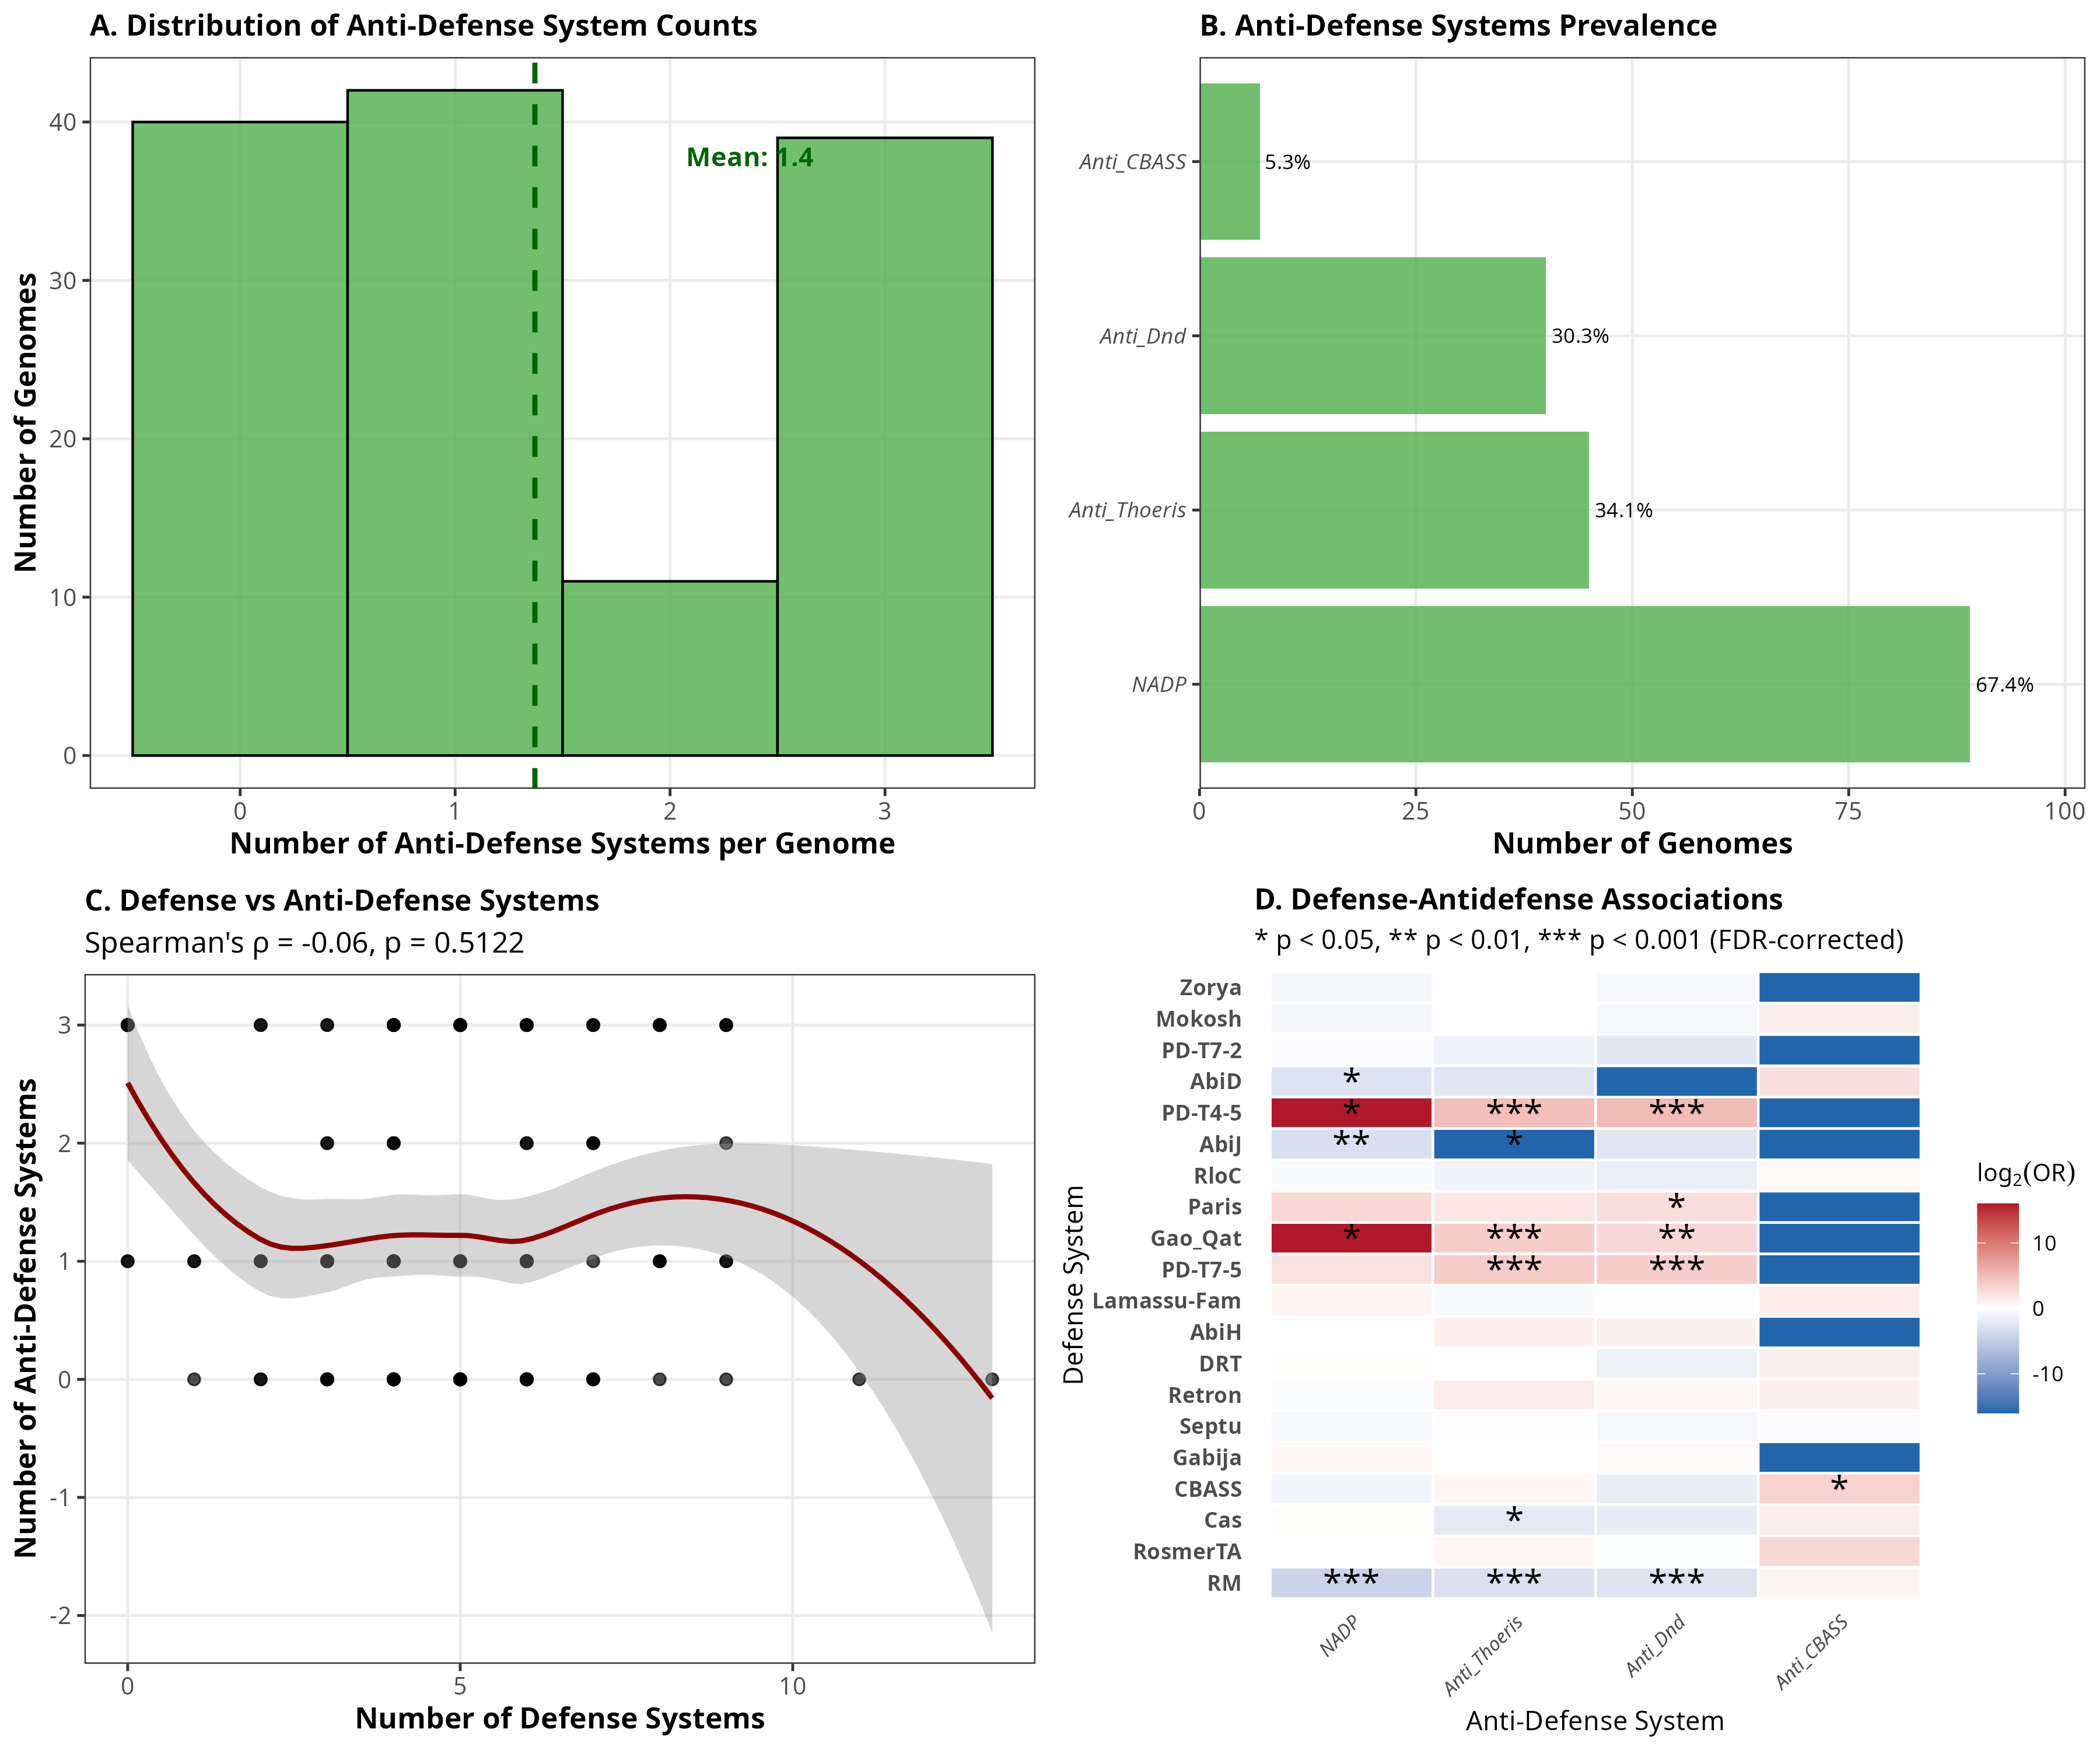 A. Distribution of Anti-Defense System Counts
Number of Genomes
40
30
20
10
0
Mean: 1.4
0 1 2 3
Number of Anti-Defense Systems per Genome
B. Anti-Defense Systems Prevalence
Anti_CBASS 5.3%
Anti_Dnd 30.3%
Anti_Thoeris 34.1%
NADP 67.4%
0 25 50 75 100
Number of Genomes
C. Defense vs Anti-Defense Systems
Spearman's ρ = -0.06, p = 0.5122
Number of Anti-Defense Systems
3
2
1
0
-1
-2
0 5 10
Number of Defense Systems
D. Defense-Antidefense Associations
* p < 0.05, ** p < 0.01, *** p < 0.001 (FDR-corrected)
Defense System
Zorya
Mokosh
PD-T7-2
AbiD *
PD-T4-5 * *** ***
AbiJ ** *
RloC
Paris *
Gao_Qat * *** **
PD-T7-5 *** ***
Lamassu-Fam
AbiH
DRT
Retron
Septu
Gabija
CBASS *
Cas *
RosmerTA
RM *** *** ***
NADP Anti_Thoeris Anti_Dnd Anti_CBASS
Anti-Defense System
log₂(OR)
10
0
-10